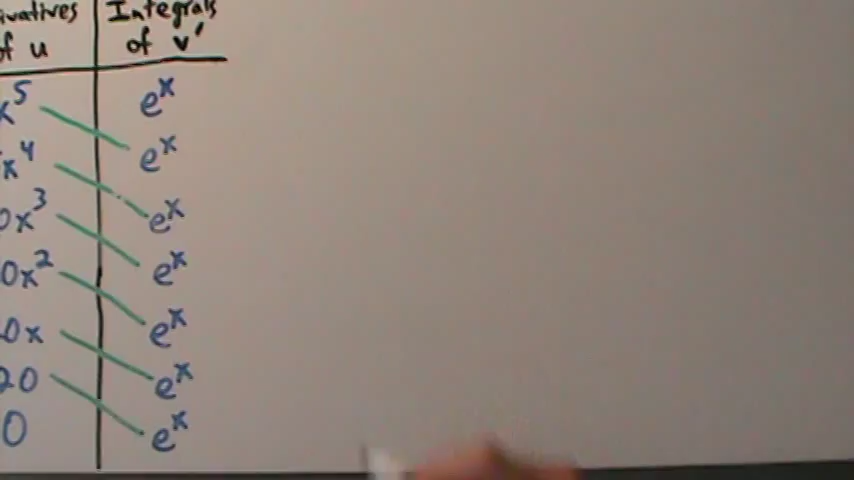 Integrals
of u of v'
x⁵ eˣ
x⁴ eˣ
0x³ eˣ
0x² eˣ
0x eˣ
20 eˣ
0 eˣ